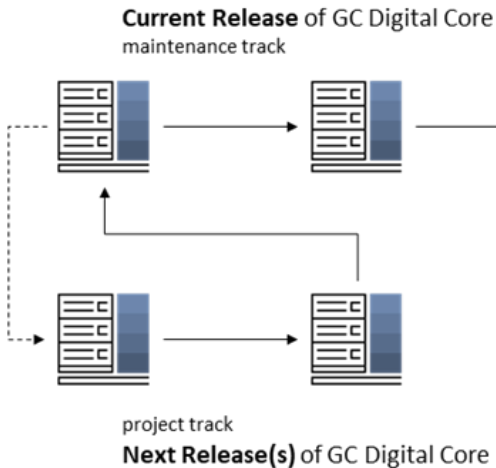 Current Release of GC Digital Core
maintenance track
project track
Next Release(s) of GC Digital Core